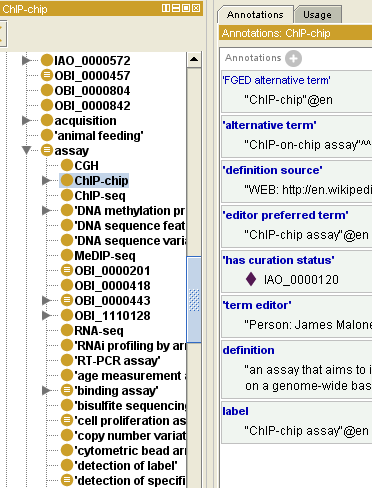 ChIP-chip
IAO_0000572
OBI_0000457
OBI_0000804
OBI_0000842
acquisition
'animal feeding'
assay
CGH
ChIP-chip
ChIP-seq
'DNA methylation pr
'DNA sequence feat
'DNA sequence varia
MeDIP-seq
OBI_0000201
OBI_0000418
OBI_0000443
OBI_1110128
RNA-seq
'RNAi profiling by arr
'RT-PCR assay'
'age measurement a
'binding assay'
'bisulfite sequencing
'cell proliferation as
'copy number variat
'cytometric bead arr
'detection of label'
'detection of specifi
Annotations Usage
Annotations: ChIP-chip
Annotations
'FGED alternative term'
"ChIP-chip"@en
'alternative term'
"ChIP-on-chip assay"^^
'definition source'
"WEB: http://en.wikipedi
'editor preferred term'
"ChIP-chip assay"@en
'has curation status'
IAO_0000120
'term editor'
"Person: James Malone
definition
"an assay that aims to i
on a genome-wide bas
label
"ChIP-chip assay"@en